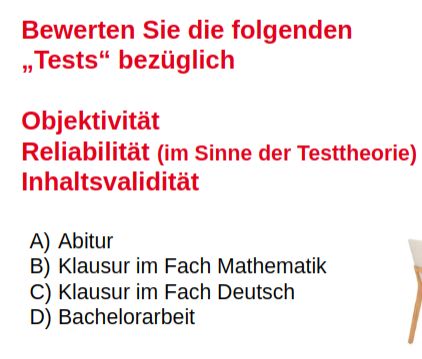 Bewerten Sie die folgenden
„Tests“ bezüglich
Objektivität
Reliabilität (im Sinne der Testtheorie)
Inhaltsvalidität
A) Abitur
B) Klausur im Fach Mathematik
C) Klausur im Fach Deutsch
D) Bachelorarbeit